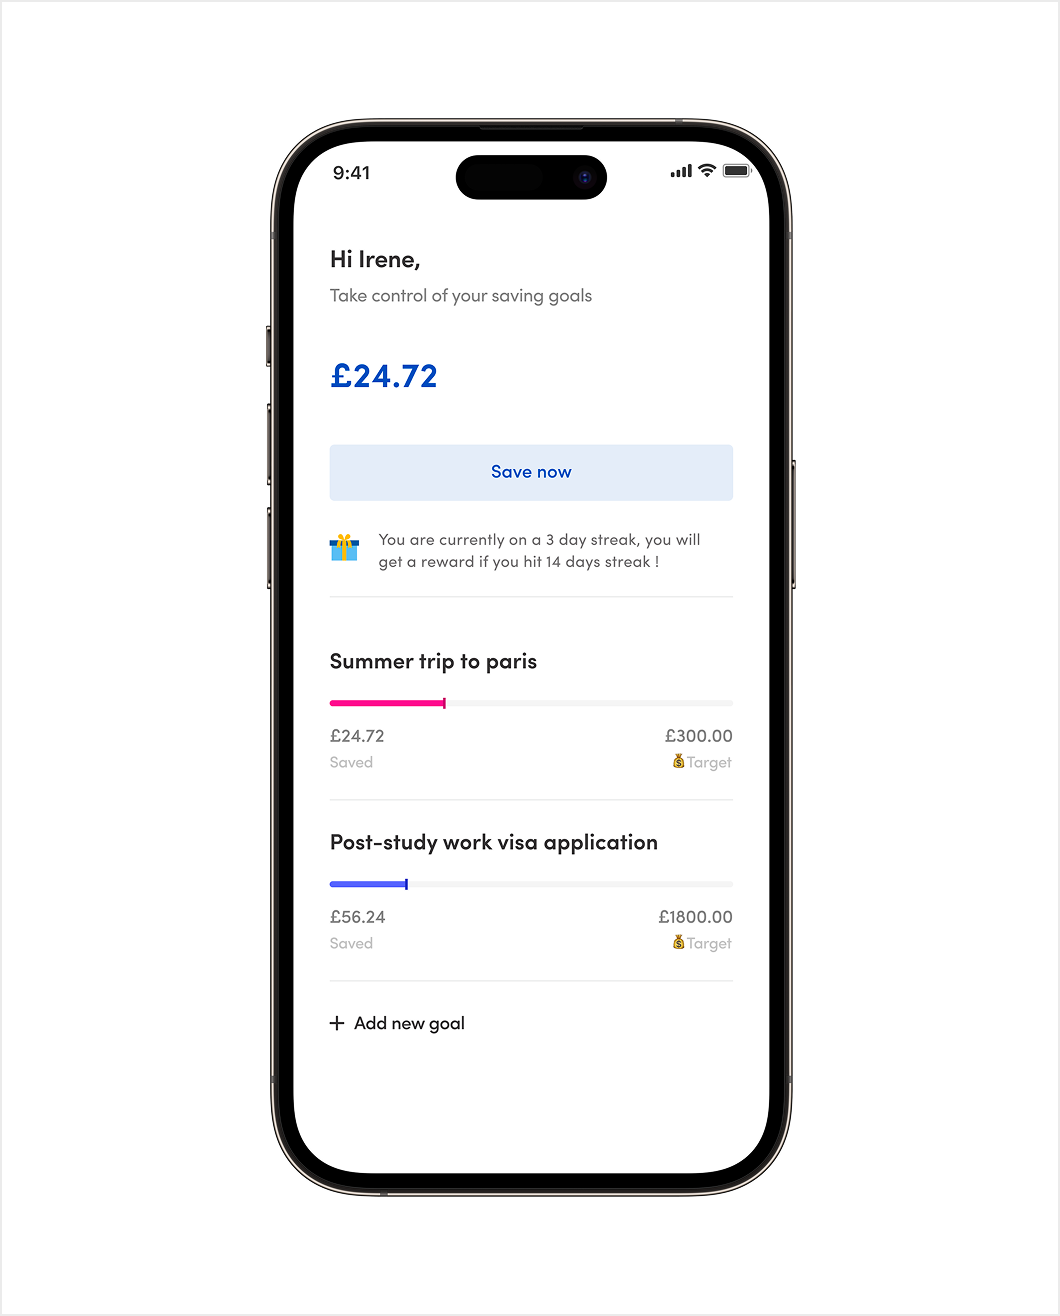 9:41
Hi Irene,
Take control of your saving goals
£24.72
Save now
You are currently on a 3 day streak, you will
get a reward if you hit 14 days streak !
Summer trip to paris
£24.72 £300.00
Saved 💰Target
Post-study work visa application
£56.24 £1800.00
Saved 💰Target
+ Add new goal